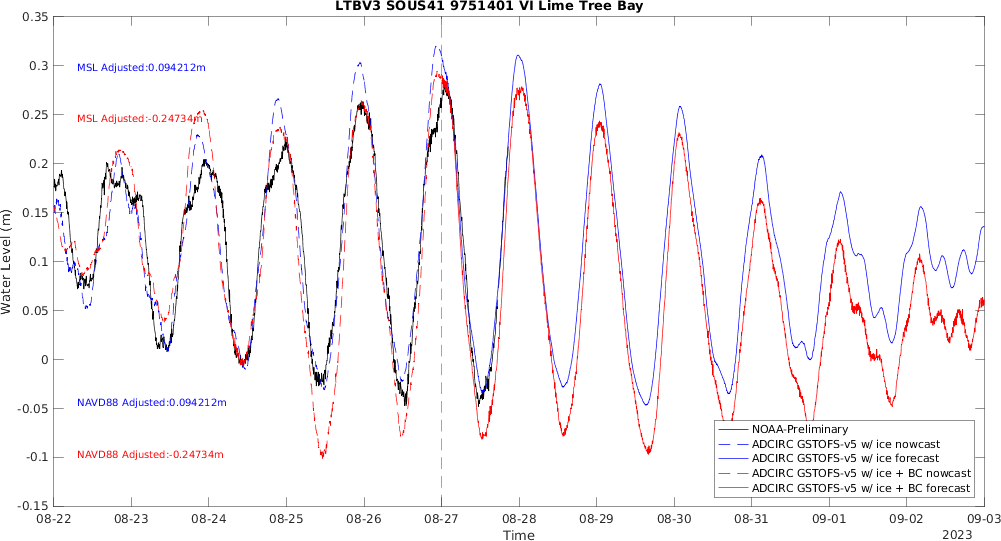 LTBV3 SOUS41 9751401 VI Lime Tree Bay
0.35
0.3
0.25
0.2
0.15
0.1
0.05
0
-0.05
-0.1
-0.15
Water Level (m)
MSL Adjusted:0.094212m
MSL Adjusted:-0.24734m
NAVD88 Adjusted:0.094212m
NAVD88 Adjusted:-0.24734m
NOAA-Preliminary
ADCIRC GSTOFS-v5 w/ ice nowcast
ADCIRC GSTOFS-v5 w/ ice forecast
ADCIRC GSTOFS-v5 w/ ice + BC nowcast
ADCIRC GSTOFS-v5 w/ ice + BC forecast
08-22 08-23 08-24 08-25 08-26 08-27 08-28 08-29 08-30 08-31 09-01 09-02 09-03
Time
2023